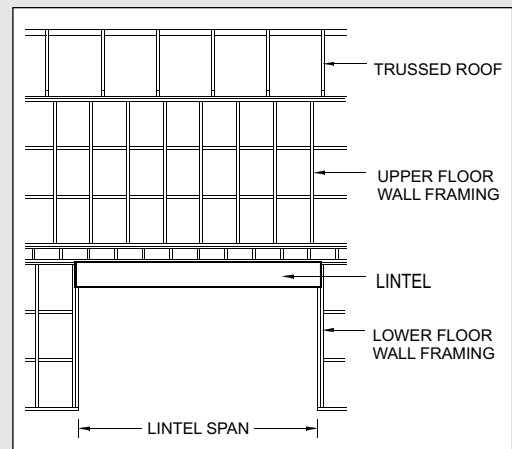 TRUSSED ROOF
UPPER FLOOR
WALL FRAMING
LINTEL
LOWER FLOOR
WALL FRAMING
LINTEL SPAN